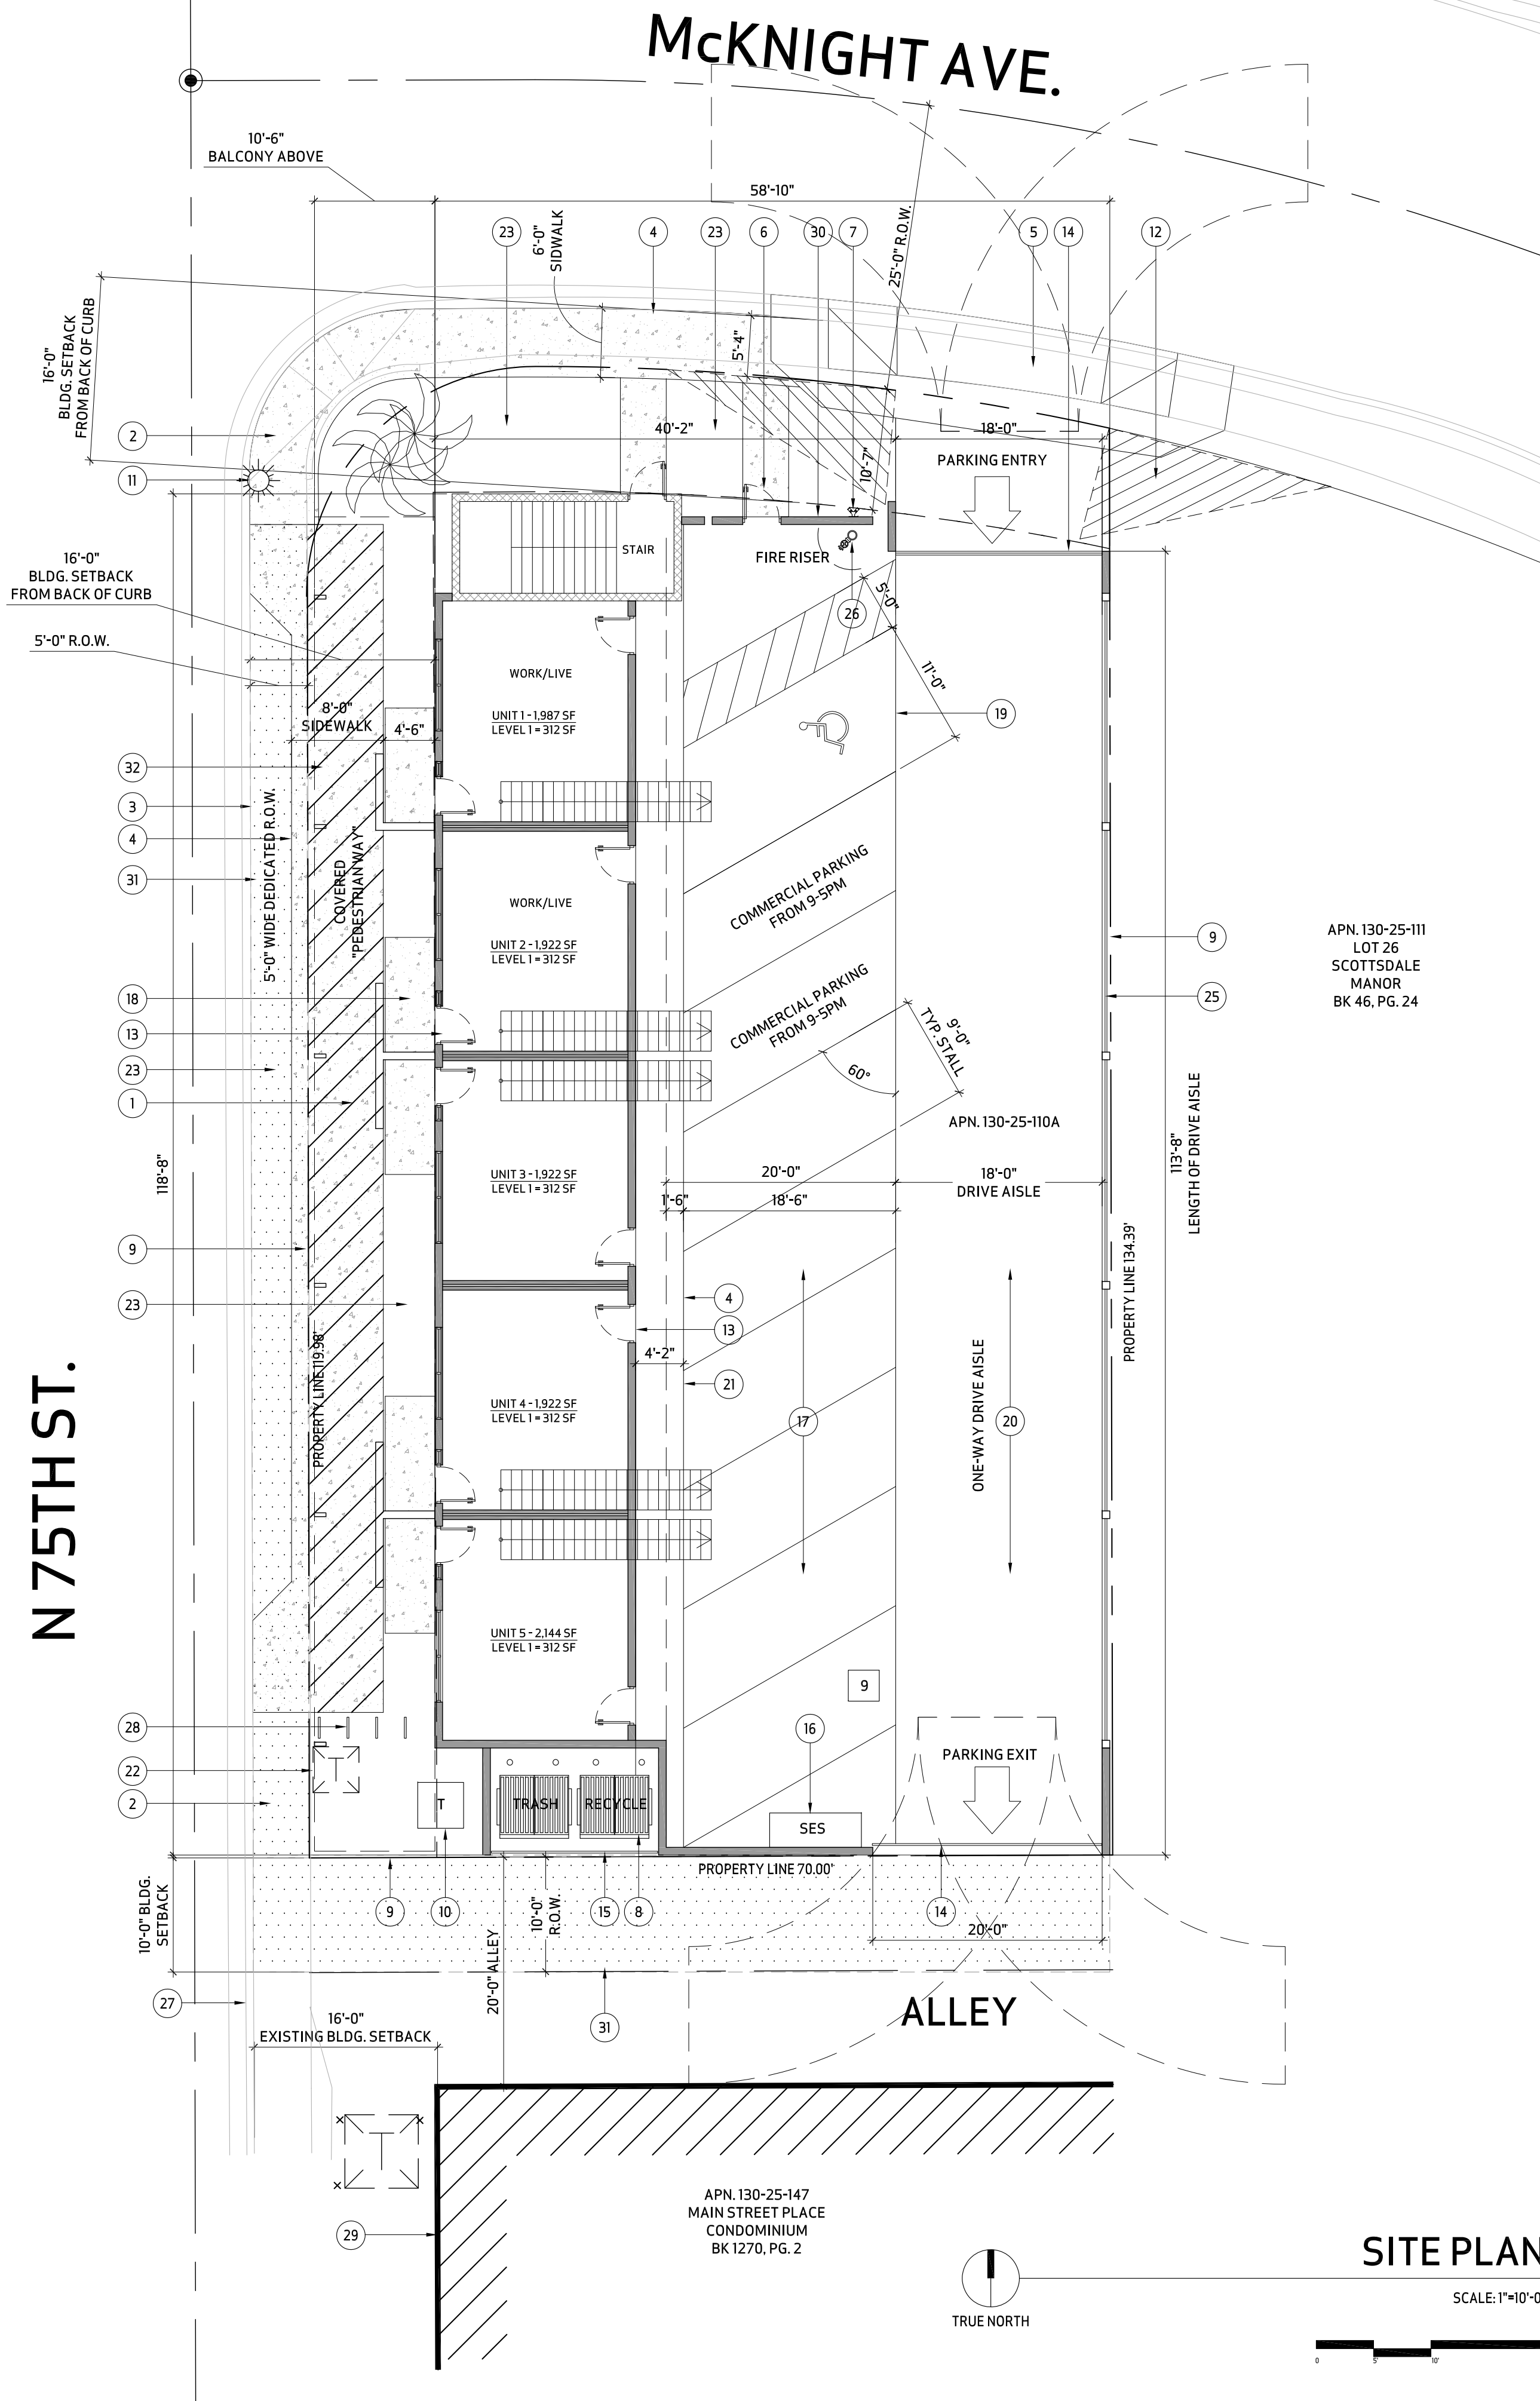 McKNIGHT AVE.
10'-6"
BALCONY ABOVE
58'-10"
23
6'-0"
SIDWALK
4
23
6
30
7
25'-0" R.O.W.
5
14
12
16'-0"
BLDG. SETBACK
FROM BACK OF CURB
5'-4"
2
40'-2"
18'-0"
11
10'-7"
PARKING ENTRY
STAIR
FIRE RISER
16'-0"
BLDG. SETBACK
FROM BACK OF CURB
5'-0"
26
5'-0" R.O.W.
WORK/LIVE
11'-0"
8'-0"
SIDEWALK
4'-6"
UNIT 1 - 1,987 SF
LEVEL 1 = 312 SF
19
32
3
4
31
5'-0" WIDE DEDICATED R.O.W.
COVERED
"PEDESTRIAN WAY"
COMMERCIAL PARKING
FROM 9-5PM
WORK/LIVE
UNIT 2 - 1,922 SF
LEVEL 1 = 312 SF
9
APN. 130-25-111
LOT 26
SCOTTSDALE
MANOR
BK 46, PG. 24
18
13
COMMERCIAL PARKING
FROM 9-5PM
25
9'-0"
TYP. STALL
23
1
60°
APN. 130-25-110A
118'-8"
UNIT 3 - 1,922 SF
LEVEL 1 = 312 SF
20'-0"
18'-0"
DRIVE AISLE
1'-6"
18'-6"
113'-8"
LENGTH OF DRIVE AISLE
9
PROPERTY LINE 134.39'
23
4
13
4'-2"
21
PROPERTY LINE 119.98'
N 75TH ST.
UNIT 4 - 1,922 SF
LEVEL 1 = 312 SF
17
ONE-WAY DRIVE AISLE
20
UNIT 5 - 2,144 SF
LEVEL 1 = 312 SF
9
28
16
22
PARKING EXIT
2
T
TRASH
RECYCLE
SES
PROPERTY LINE 70.00'
10'-0" BLDG.
SETBACK
9
10
10'-0"
R.O.W.
15
8
14
20'-0"
20'-0" ALLEY
27
16'-0"
EXISTING BLDG. SETBACK
31
ALLEY
T
APN. 130-25-147
MAIN STREET PLACE
CONDOMINIUM
BK 1270, PG. 2
29
TRUE NORTH
SITE PLAN
SCALE: 1"=10'-0
0
5'
10'